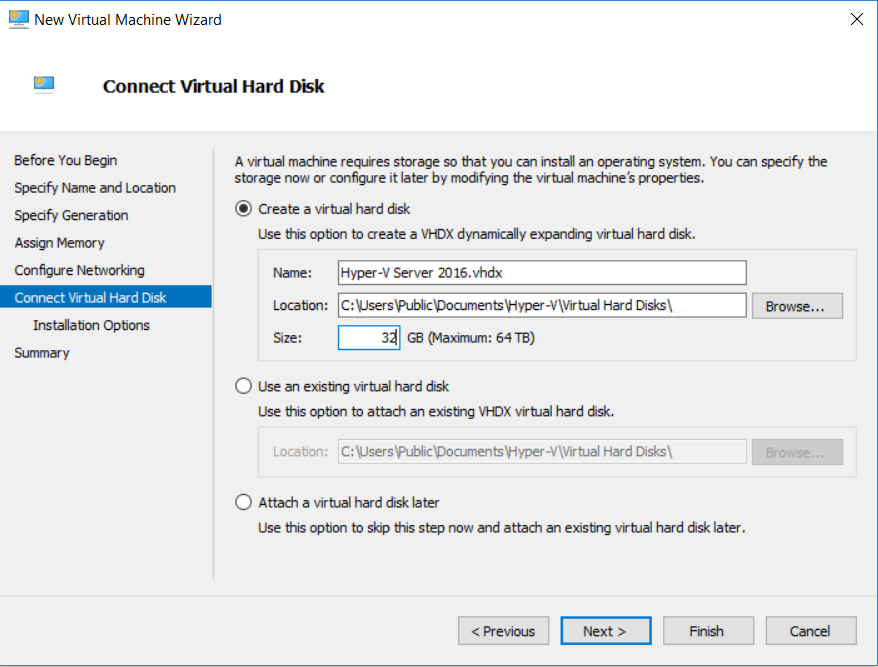 New Virtual Machine Wizard
Connect Virtual Hard Disk
Before You Begin
Specify Name and Location
Specify Generation
Assign Memory
Configure Networking
Connect Virtual Hard Disk
Installation Options
Summary
A virtual machine requires storage so that you can install an operating system. You can specify the
storage now or configure it later by modifying the virtual machine's properties.
Create a virtual hard disk
Use this option to create a VHDX dynamically expanding virtual hard disk.
Name: Hyper-V Server 2016.vhdx
Location: C:\Users\Public\Documents\Hyper-V\Virtual Hard Disks\ Browse...
Size: 32 GB (Maximum: 64 TB)
Use an existing virtual hard disk
Use this option to attach an existing VHDX virtual hard disk.
Location: C:\Users\Public\Documents\Hyper-V\Virtual Hard Disks\ Browse...
Attach a virtual hard disk later
Use this option to skip this step now and attach an existing virtual hard disk later.
< Previous Next > Finish Cancel